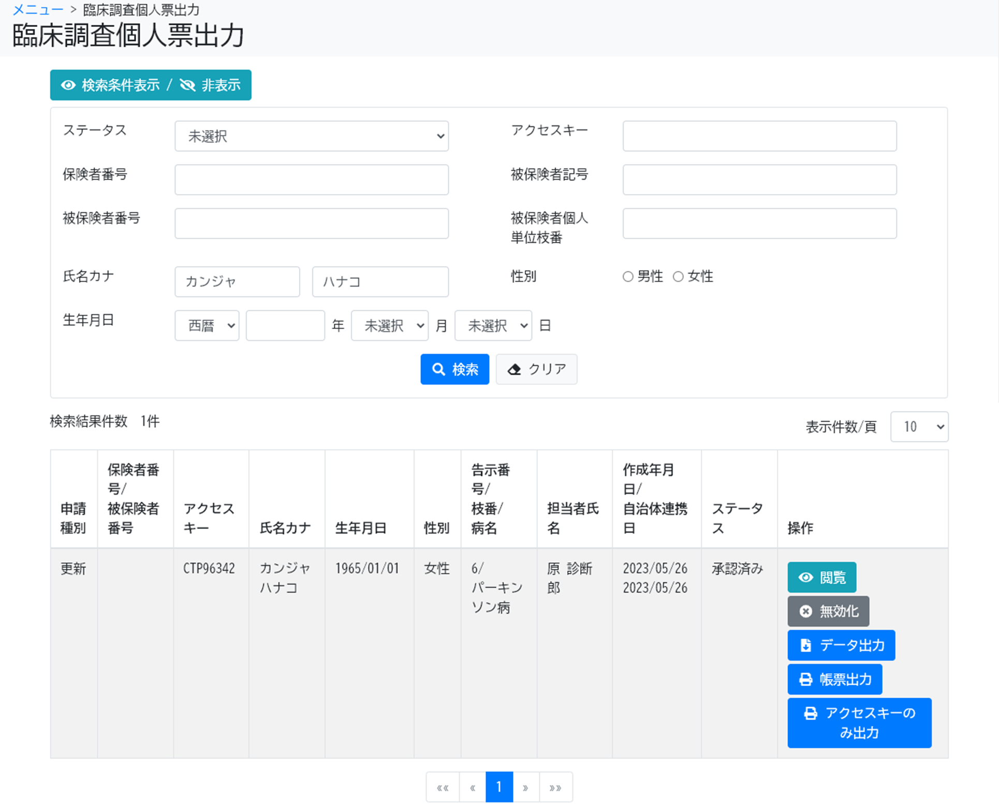 メニュー > 臨床調査個人票出力
臨床調査個人票出力
検索条件表示 / 非表示
ステータス 未選択 アクセスキー
保険者番号 被保険者記号
被保険者番号 被保険者個人
単位枝番
氏名カナ カンジャ ハナコ 性別 男性 女性
生年月日 西暦 年 未選択 月 未選択 日
検索 クリア
検索結果件数 1件
表示件数/頁 10
申請
種別
保険者番
号/
被保険者
番号
アクセス
キー
氏名カナ
生年月日
性別
告示番
号/
枝番/
病名
担当者氏
名
作成年月
日/
自治体連携
日
ステータ
ス
操作
更新
CTP96342
カンジャ
ハナコ
1965/01/01
女性
6/
パーキン
ソン病
原 診断
郎
2023/05/26
2023/05/26
承認済み
閲覧
無効化
データ出力
帳票出力
アクセスキーの
み出力
«« « 1 » »»